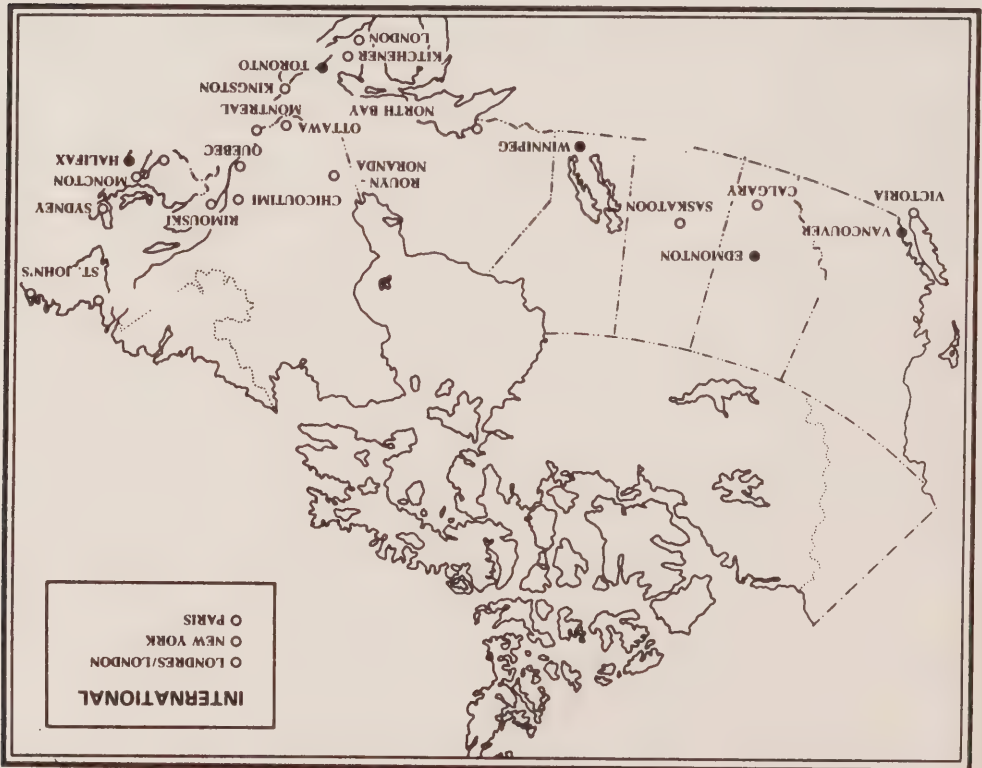 INTERNATIONAL
LONDRES/LONDON
NEW YORK
PARIS
ST. JOHN'S
EDMONTON
VANCOUVER
RIMOUSKI
SASKATOON
SYDNEY
CHICOUTIMI
VICTORIA
CALGARY
ROUYN-
NORANDA
MONCTON
HALIFAX
QUEBEC
WINNIPEG
OTTAWA
MONTREAL
NORTH BAY
KINGSTON
TORONTO
KITCHENER
LONDON